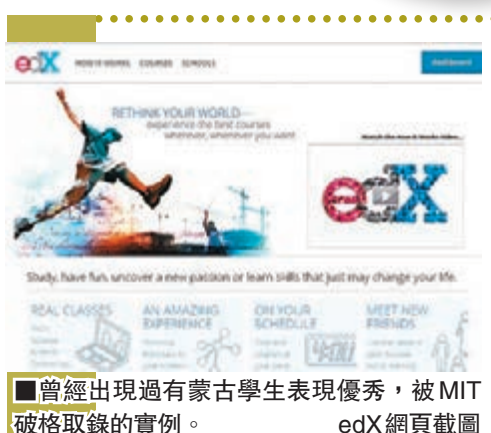 edX
HOW IT WORKS COURSES SCHOOLS
RETHINK YOUR WORLD—
experience the best courses
wherever, whenever you want
edX
Study, have fun, uncover a new passion or learn skills that just may change your life.
REAL CLASSES
AN AMAZING
EXPERIENCE
ON YOUR
SCHEDULE
MEET NEW
FRIENDS
■曾經出現過有蒙古學生表現優秀，被MIT
破格取錄的實例。 edX網頁截圖